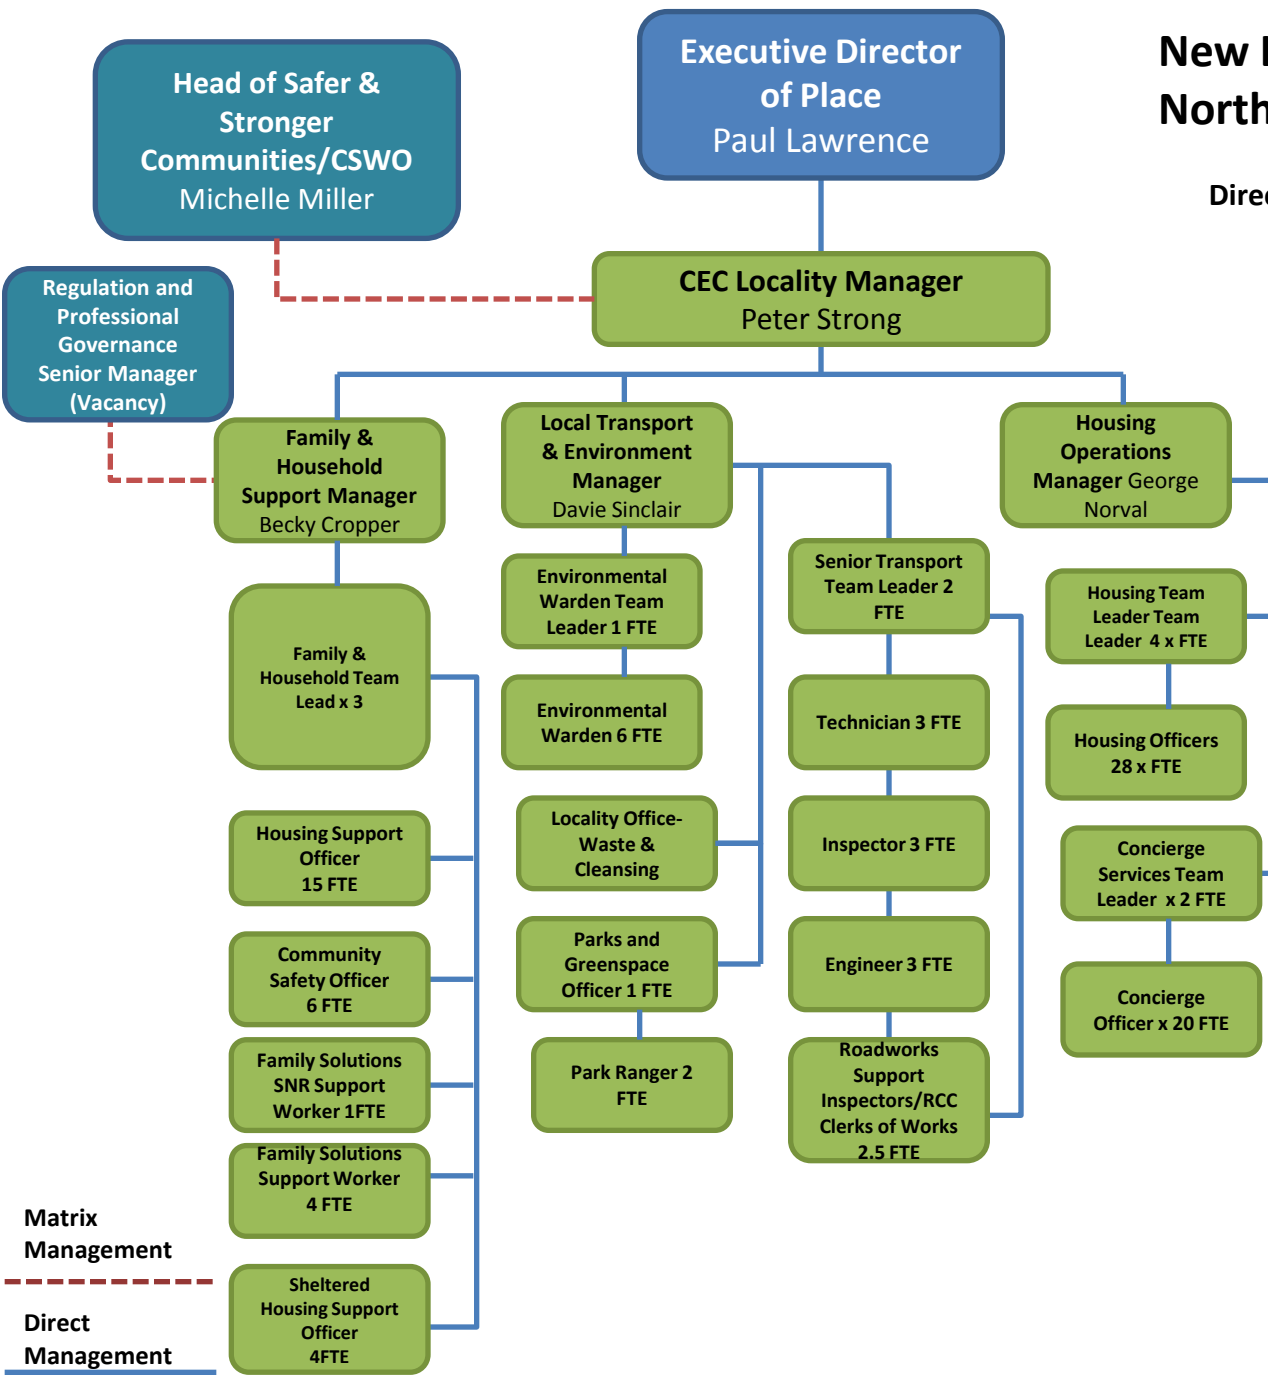 Executive Director
of Place
Paul Lawrence
New
North
Head of Safer &
Stronger
Communities/CSWO
Michelle Miller
CEC Locality Manager
Peter Strong
Regulation and
Professional
Governance
Senior Manager
(Vacancy)
Family &
Household
Support Manager
Becky Cropper
Local Transport
& Environment
Manager
Davie Sinclair
Housing
Operations
Manager George
Norval
Family &
Household Team
Lead x 3
Housing Support
Officer
15 FTE
Community
Safety Officer
6 FTE
Family Solutions
SNR Support
Worker 1FTE
Family Solutions
Support Worker
4 FTE
Sheltered
Housing Support
Officer
4FTE
Environmental
Warden Team
Leader 1 FTE
Environmental
Warden 6 FTE
Locality Office-
Waste &
Cleansing
Parks and
Greenspace
Officer 1 FTE
Park Ranger 2
FTE
Senior Transport
Team Leader 2
FTE
Technician 3 FTE
Inspector 3 FTE
Engineer 3 FTE
Roadworks
Support
Inspectors/RCC
Clerks of Works
2.5 FTE
Housing Team
Leader Team
Leader 4 x FTE
Housing Officers
28 x FTE
Concierge
Services Team
Leader x 2 FTE
Concierge
Officer x 20 FTE
Matrix
Management
Direct
Management